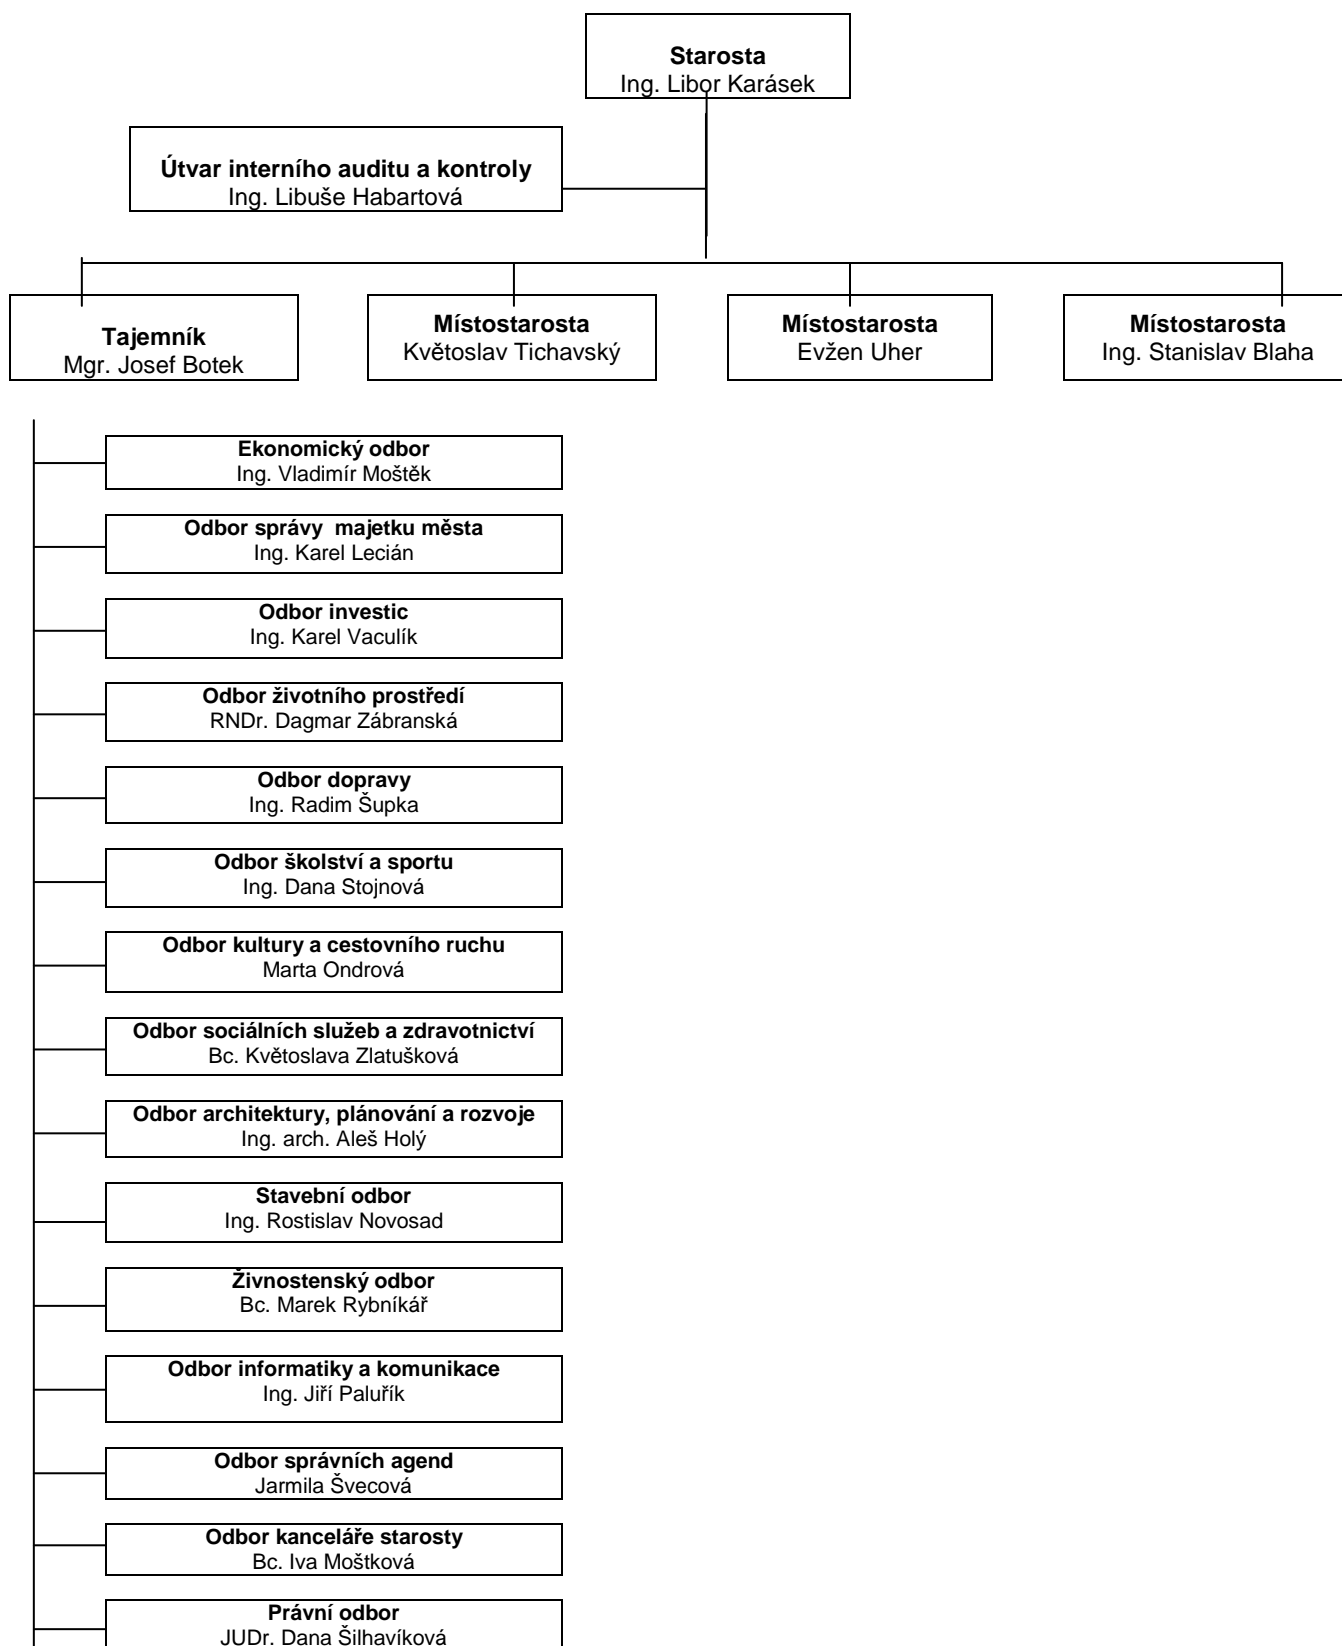 Starosta
Ing. Libor Karásek
Útvar interního auditu a kontroly
Ing. Libuše Habartová
Tajemník
Mgr. Josef Botek
Místostarosta
Květoslav Tichavský
Místostarosta
Evžen Uher
Místostarosta
Ing. Stanislav Blaha
Ekonomický odbor
Ing. Vladimír Moštěk
Odbor správy majetku města
Ing. Karel Lecián
Odbor investic
Ing. Karel Vaculík
Odbor životního prostředí
RNDr. Dagmar Zábranská
Odbor dopravy
Ing. Radim Šupka
Odbor školství a sportu
Ing. Dana Stojnová
Odbor kultury a cestovního ruchu
Marta Ondrová
Odbor sociálních služeb a zdravotnictví
Bc. Květoslava Zlatušková
Odbor architektury, plánování a rozvoje
Ing. arch. Aleš Holý
Stavební odbor
Ing. Rostislav Novosad
Živnostenský odbor
Bc. Marek Rybníkář
Odbor informatiky a komunikace
Ing. Jiří Paluřík
Odbor správních agend
Jarmila Švecová
Odbor kanceláře starosty
Bc. Iva Moštková
Právní odbor
JUDr. Dana Šilhavíková